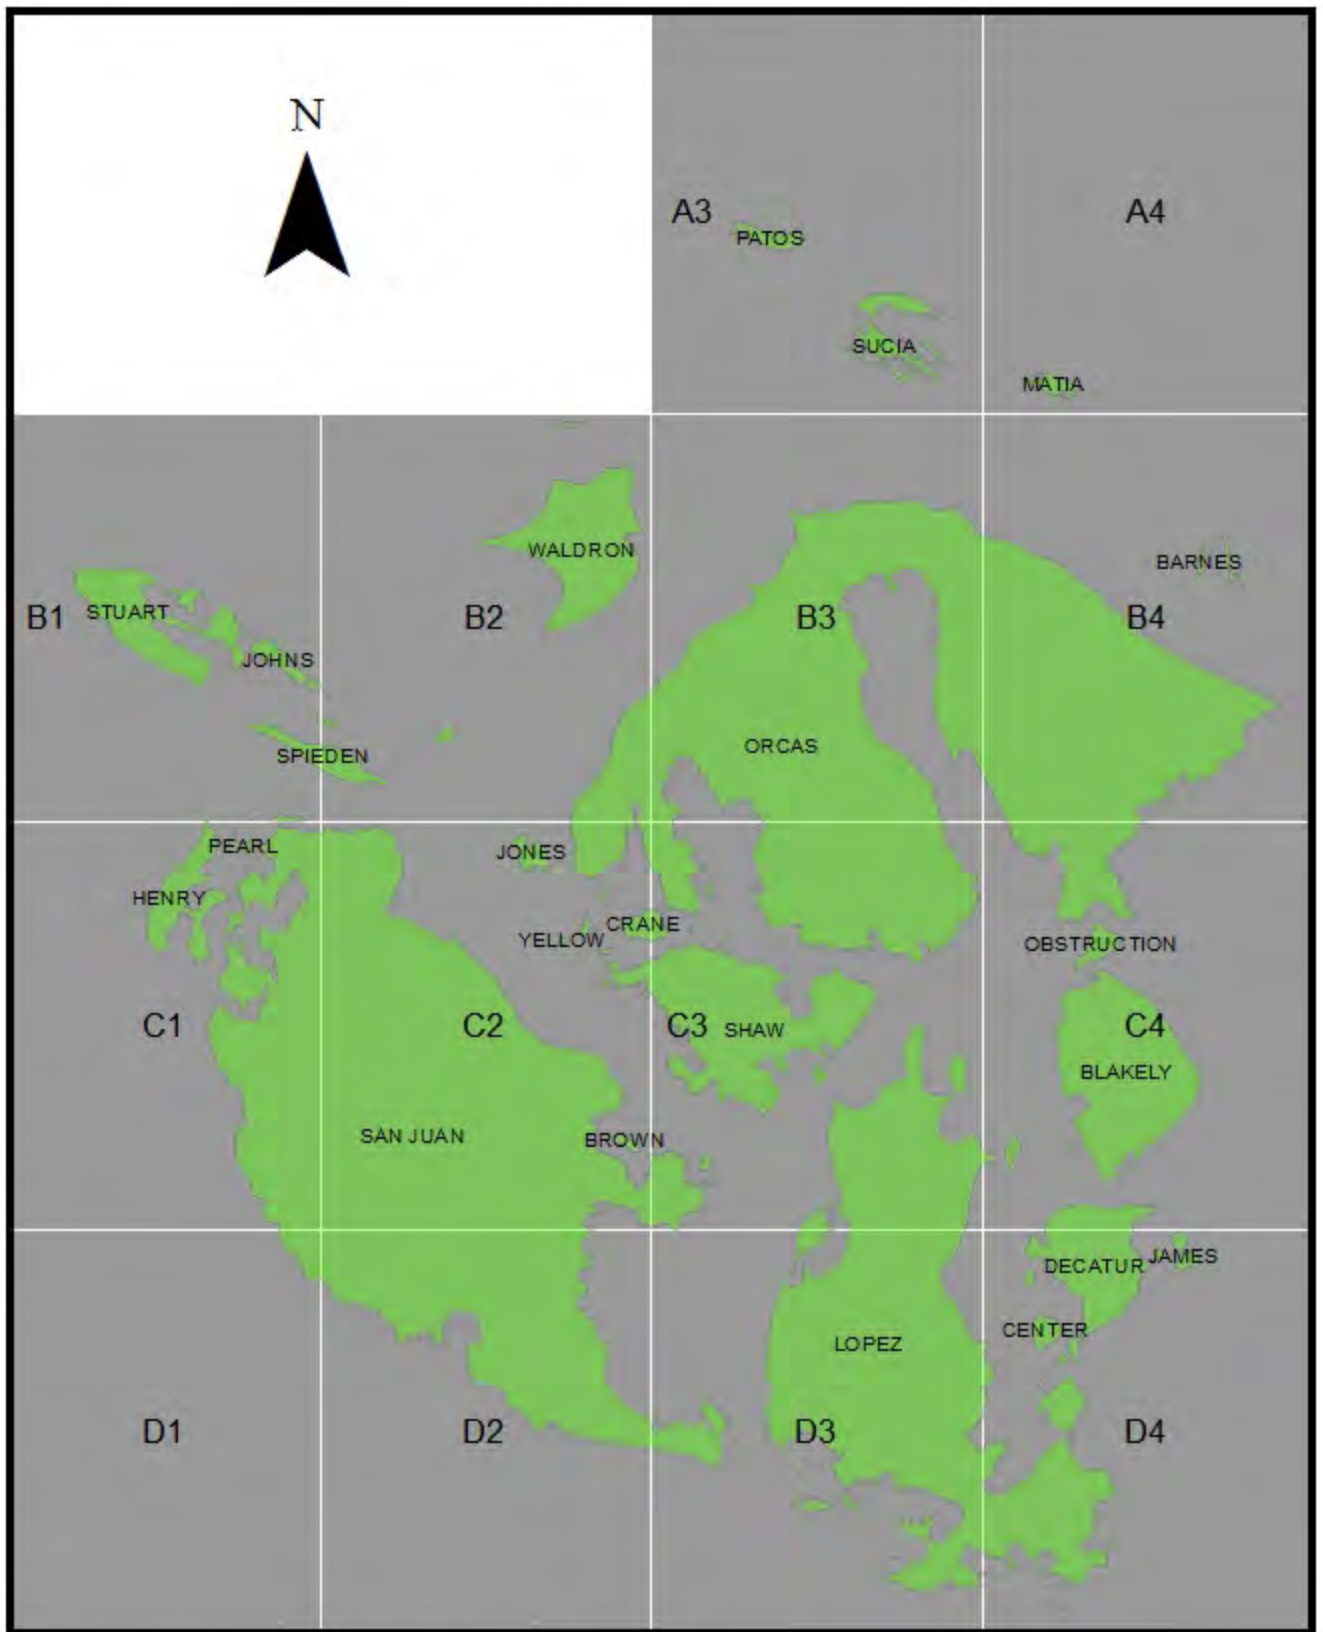 N
A3
A4
PATOS
SUCIA
MATIA
WALDRON
BARNES
B1
STUART
B2
B3
B4
JOHNS
ORCAS
SPIEDEN
PEARL
JONES
HENRY
CRANE
YELLOW
OBSTRUCTION
C1
C2
C3
SHAW
C4
BLAKELY
SAN JUAN
BROWN
DECATUR
JAMES
CENTER
LOPEZ
D1
D2
D3
D4